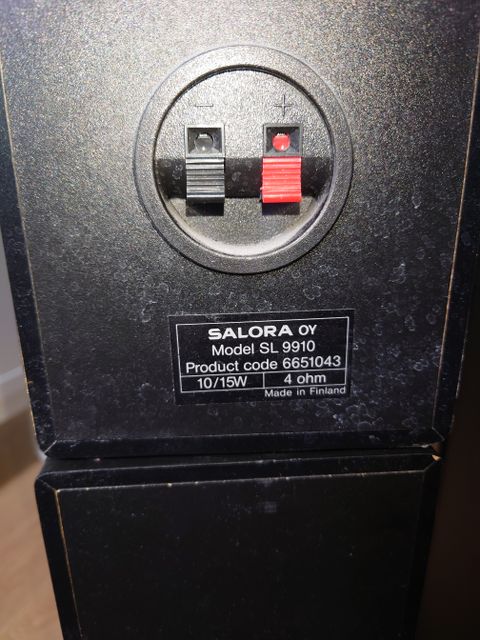 − +
SALORA OY
Model SL 9910
Product code 6651043
10/15W 4 ohm
Made in Finland